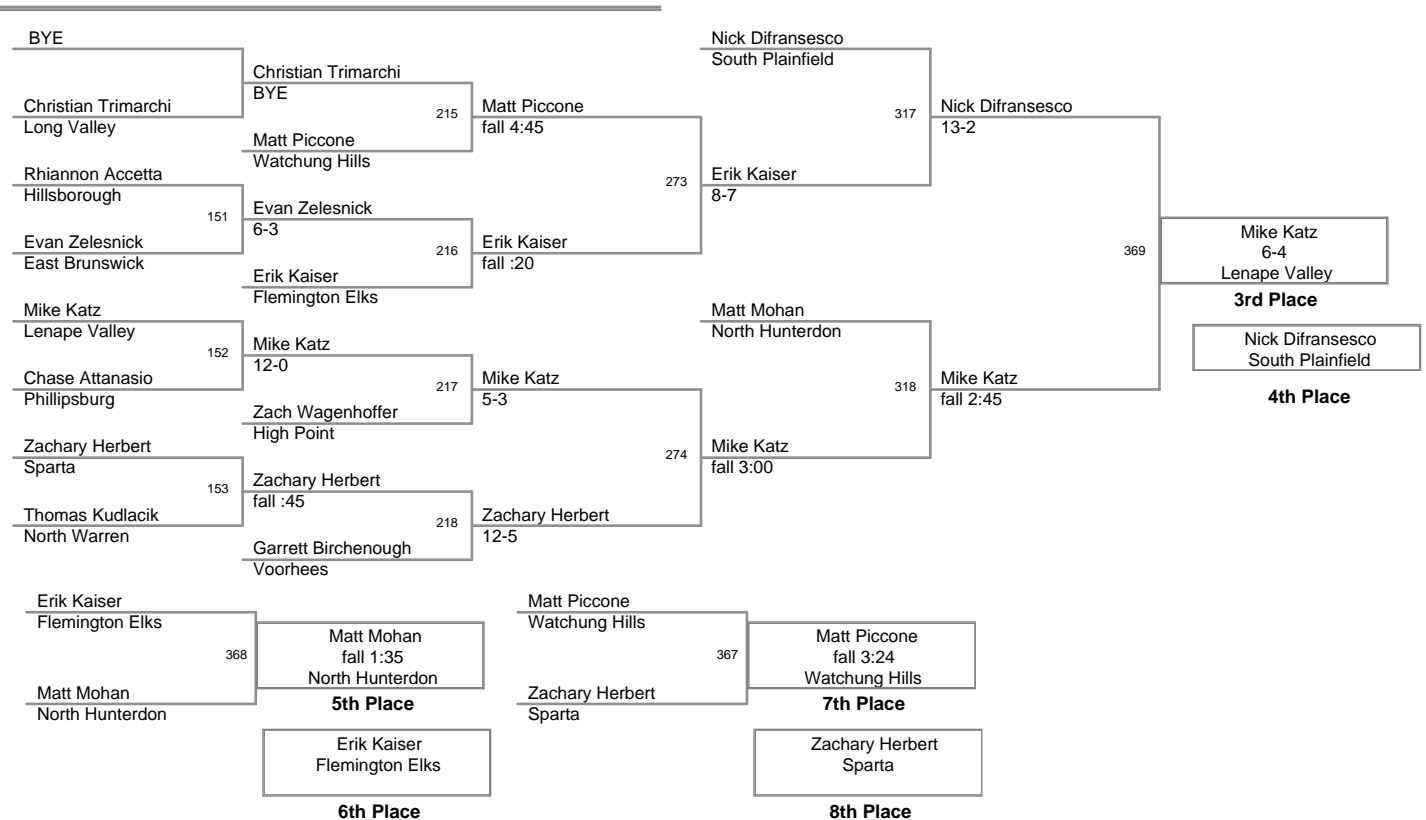 BYE
Christian Trimarchi
Long Valley
Rhiannon Accetta
Hillsborough
151
Evan Zelesnick
East Brunswick
Mike Katz
Lenape Valley
152
Chase Attanasio
Phillipsburg
Zachary Herbert
Sparta
153
Thomas Kudlacik
North Warren
Christian Trimarchi
BYE
215
Matt Piccone
Watchung Hills
Evan Zelesnick
6-3
216
Erik Kaiser
Flemington Elks
Mike Katz
12-0
217
Zach Wagenhoffer
High Point
Zachary Herbert
fall :45
218
Garrett Birchenough
Voorhees
Matt Piccone
fall 4:45
273
Erik Kaiser
fall :20
Mike Katz
5-3
274
Zachary Herbert
12-5
Nick Difransesco
South Plainfield
317
Erik Kaiser
8-7
Matt Mohan
North Hunterdon
318
Mike Katz
fall 3:00
Nick Difransesco
13-2
369
Mike Katz
fall 2:45
Mike Katz
6-4
Lenape Valley
3rd Place
Nick Difransesco
South Plainfield
4th Place
Erik Kaiser
Flemington Elks
368
Matt Mohan
North Hunterdon
Matt Mohan
fall 1:35
North Hunterdon
5th Place
Erik Kaiser
Flemington Elks
6th Place
Matt Piccone
Watchung Hills
367
Zachary Herbert
Sparta
Matt Piccone
fall 3:24
Watchung Hills
7th Place
Zachary Herbert
Sparta
8th Place